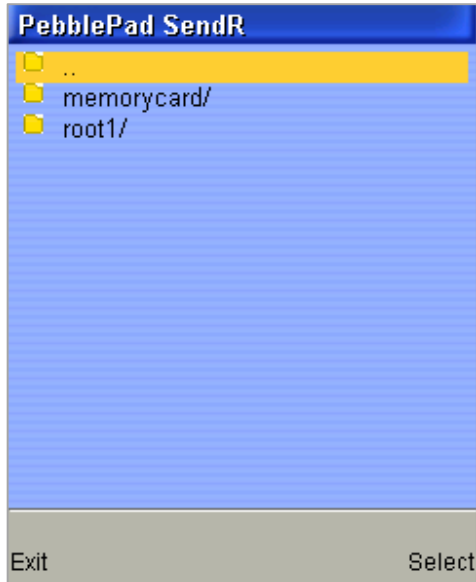 PebblePad SendR
..
memorycard/
root1/
Exit Select